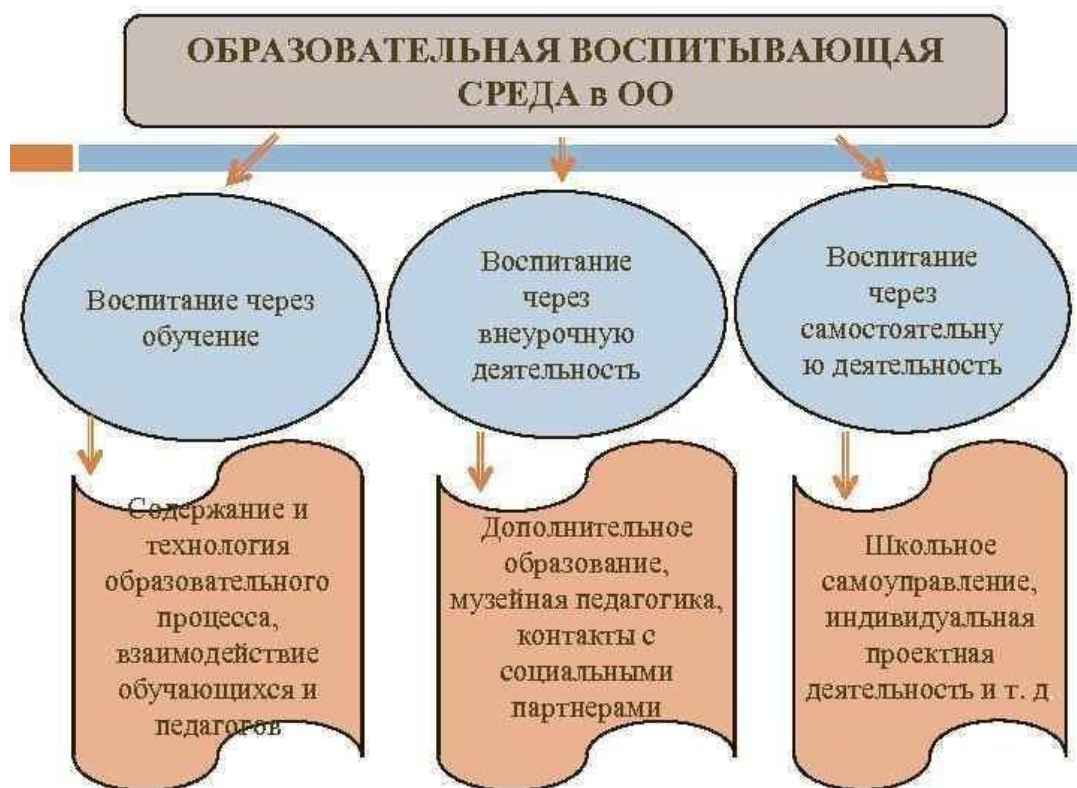 ОБРАЗОВАТЕЛЬНАЯ ВОСПИТЫВАЮЩАЯ
СРЕДА в ОО
Воспитание через
обучение
Воспитание
через
внеурочную
деятельность
Воспитание
через
самостоятельну
ю деятельность
Содержание и
технология
образовательного
процесса,
взаимодействие
обучающихся и
педагогов
Дополнительное
образование,
музейная педагогика,
контакты с
социальными
партнерами
Школьное
самоуправление,
индивидуальная
проектная
деятельность и т. д